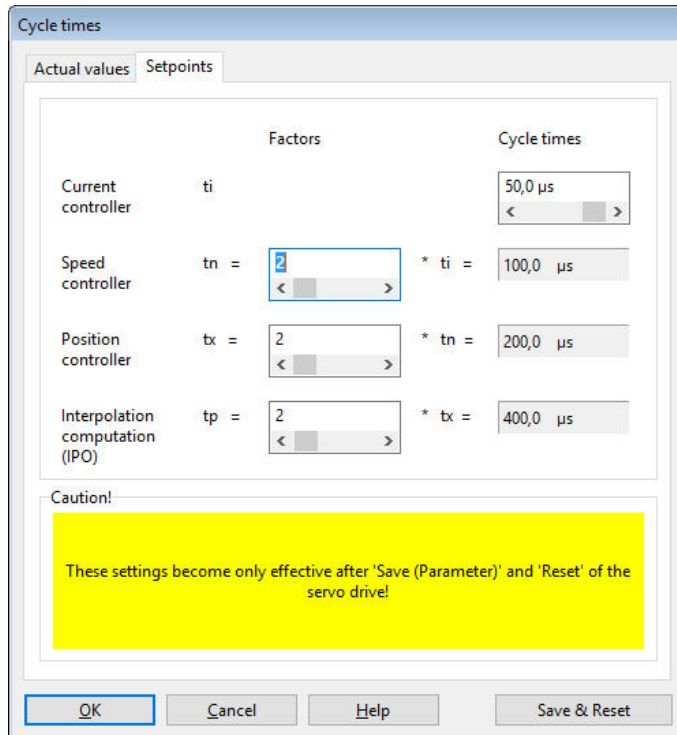 Cycle times
Actual values
Setpoints
Factors
Cycle times
Current
controller
ti
50,0 µs
Speed
controller
tn =
2
* ti =
100,0 µs
Position
controller
tx =
2
* tn =
200,0 µs
Interpolation
computation
(IPO)
tp =
2
* tx =
400,0 µs
Caution!
These settings become only effective after 'Save (Parameter)' and 'Reset' of the
servo drive!
OK
Cancel
Help
Save & Reset